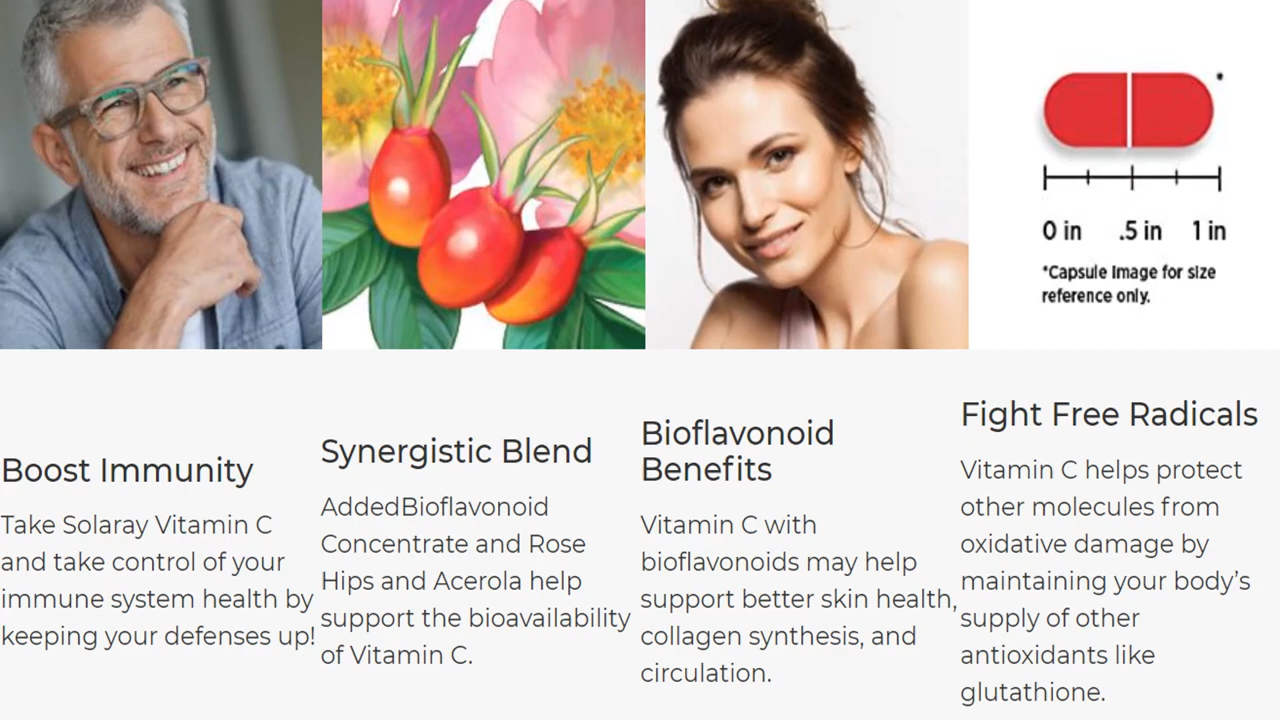 0 in .5 in 1 in
*Capsule Image for size
reference only.
Boost Immunity
Take Solaray Vitamin C
and take control of your
immune system health by
keeping your defenses up!
Synergistic Blend
AddedBioflavonoid
Concentrate and Rose
Hips and Acerola help
support the bioavailability
of Vitamin C.
Bioflavonoid
Benefits
Vitamin C with
bioflavonoids may help
support better skin health,
collagen synthesis, and
circulation.
Fight Free Radicals
Vitamin C helps protect
other molecules from
oxidative damage by
maintaining your body’s
supply of other
antioxidants like
glutathione.